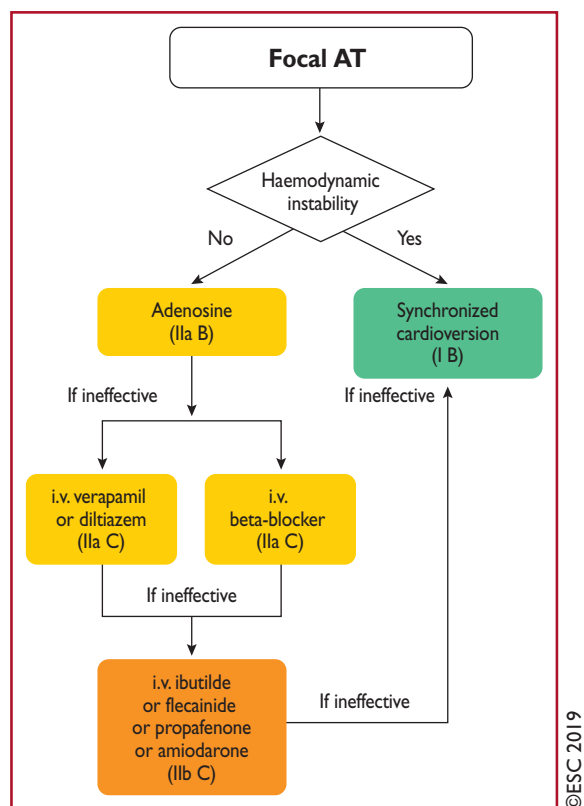 Focal AT
Haemodynamic
instability
No
Yes
Adenosine
(IIa B)
Synchronized
cardioversion
(I B)
If ineffective
If ineffective
i.v. verapamil
or diltiazem
(IIa C)
i.v.
beta-blocker
(IIa C)
If ineffective
i.v. ibutilde
or flecainide
or propafenone
or amiodarone
(IIb C)
If ineffective
©ESC 2019